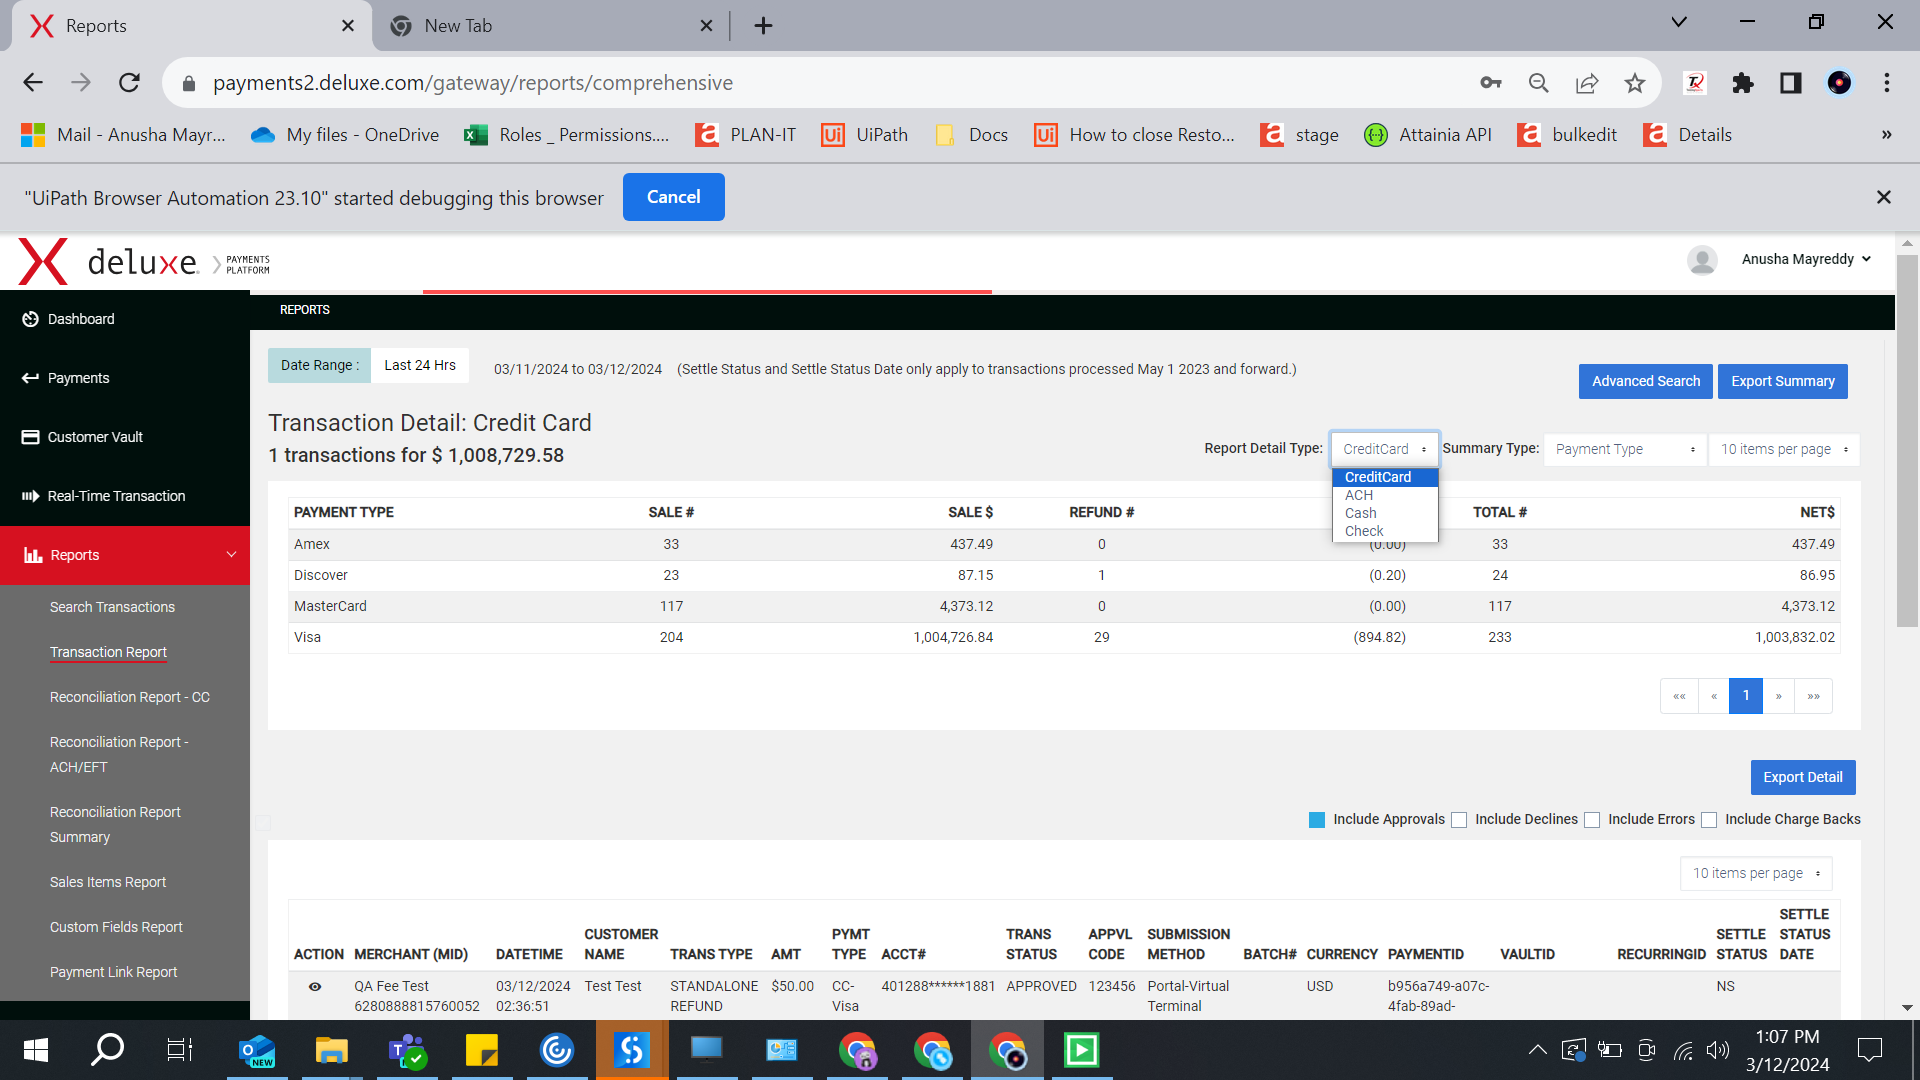 Reports
New Tab
payments2.deluxe.com/gateway/reports/comprehensive
Mail - Anusha Mayr...
My files - OneDrive
Roles _ Permissions....
PLAN-IT
UiPath
Docs
How to close Resto...
stage
Attainia API
bulkedit
Details
»
"UiPath Browser Automation 23.10" started debugging this browser
Cancel
deluxe. PAYMENTS PLATFORM
Anusha Mayreddy
Dashboard
Payments
Customer Vault
Real-Time Transaction
Reports
Search Transactions
Transaction Report
Reconciliation Report - CC
Reconciliation Report -
ACH/EFT
Reconciliation Report
Summary
Sales Items Report
Custom Fields Report
Payment Link Report
REPORTS
Date Range : Last 24 Hrs 03/11/2024 to 03/12/2024 (Settle Status and Settle Status Date only apply to transactions processed May 1 2023 and forward.)
Advanced Search
Export Summary
Transaction Detail: Credit Card
1 transactions for $ 1,008,729.58
Report Detail Type: CreditCard Summary Type: Payment Type 10 items per page
CreditCard
ACH
Cash
Check
PAYMENT TYPE SALE # SALE $ REFUND # TOTAL # NET$
Amex 33 437.49 0 (0.00) 33 437.49
Discover 23 87.15 1 (0.20) 24 86.95
MasterCard 117 4,373.12 0 (0.00) 117 4,373.12
Visa 204 1,004,726.84 29 (894.82) 233 1,003,832.02
«« « 1 » »»
Export Detail
Include Approvals Include Declines Include Errors Include Charge Backs
10 items per page
ACTION MERCHANT (MID) DATETIME CUSTOMER NAME TRANS TYPE AMT PYMT TYPE ACCT# TRANS STATUS APPVL CODE SUBMISSION METHOD BATCH# CURRENCY PAYMENTID VAULTID RECURRINGID SETTLE STATUS SETTLE STATUS DATE
QA Fee Test 03/12/2024 Test Test STANDALONE $50.00 CC- 401288******1881 APPROVED 123456 Portal-Virtual USD b956a749-a07c- NS
6280888815760052 02:36:51 REFUND Visa Terminal 4fab-89ad-
NEW
1:07 PM
3/12/2024